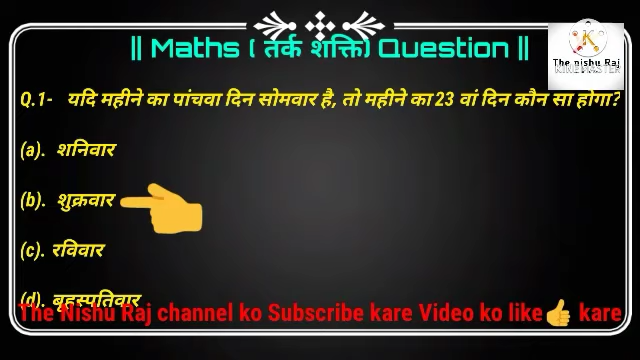 || Maths ( तर्क शक्ति) Question ||
The nishu Raj
KINEMASTER
Q.1- यदि महीने का पांचवा दिन सोमवार है, तो महीने का 23 वां दिन कौन सा होगा?
(a). शनिवार
(b). शुक्रवार
(c). रविवार
(d). बृहस्पतिवार
The Nishu Raj channel ko Subscribe kare Video ko like👍 kare